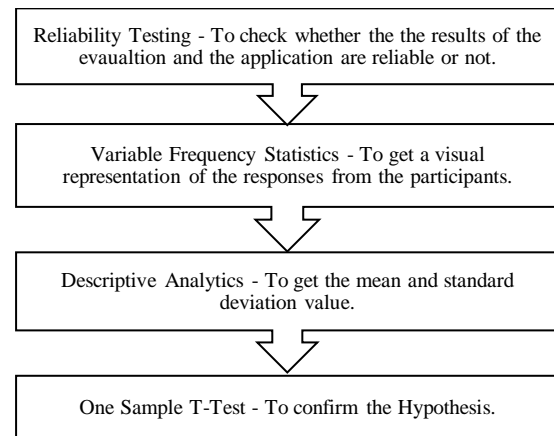 Reliability Testing - To check whether the the results of the
evaualtion and the application are reliable or not.
Variable Frequency Statistics - To get a visual
representation of the responses from the participants.
Descriptive Analytics - To get the mean and standard
deviation value.
One Sample T-Test - To confirm the Hypothesis.